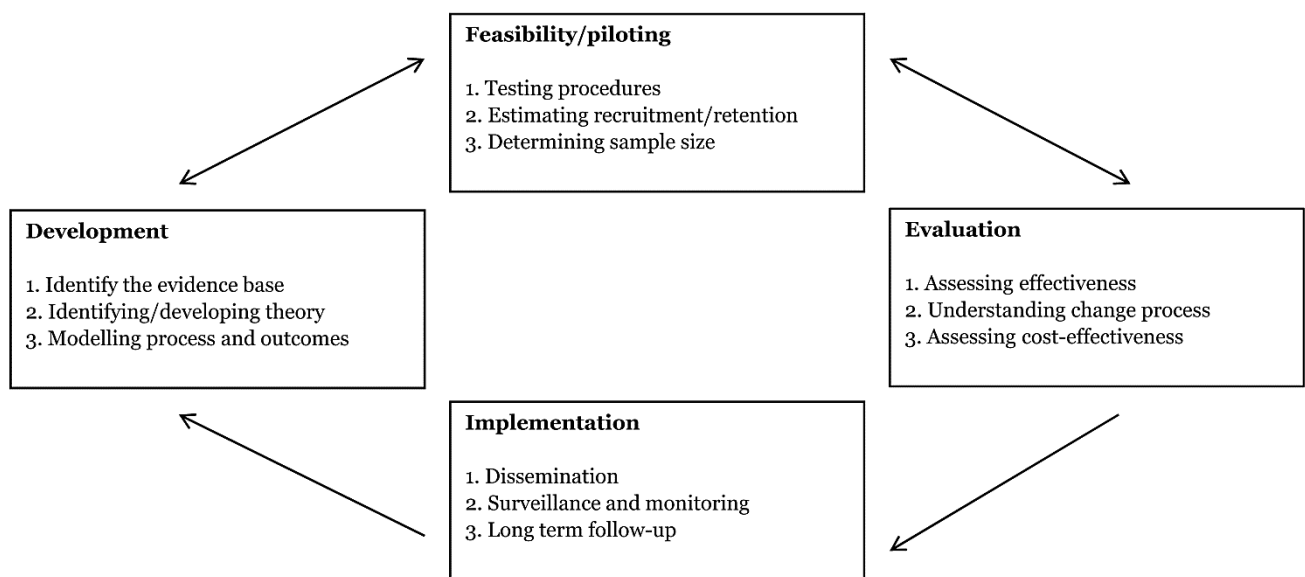 Feasibility/piloting
1. Testing procedures
2. Estimating recruitment/retention
3. Determining sample size
Development
1. Identify the evidence base
2. Identifying/developing theory
3. Modelling process and outcomes
Evaluation
1. Assessing effectiveness
2. Understanding change process
3. Assessing cost-effectiveness
Implementation
1. Dissemination
2. Surveillance and monitoring
3. Long term follow-up